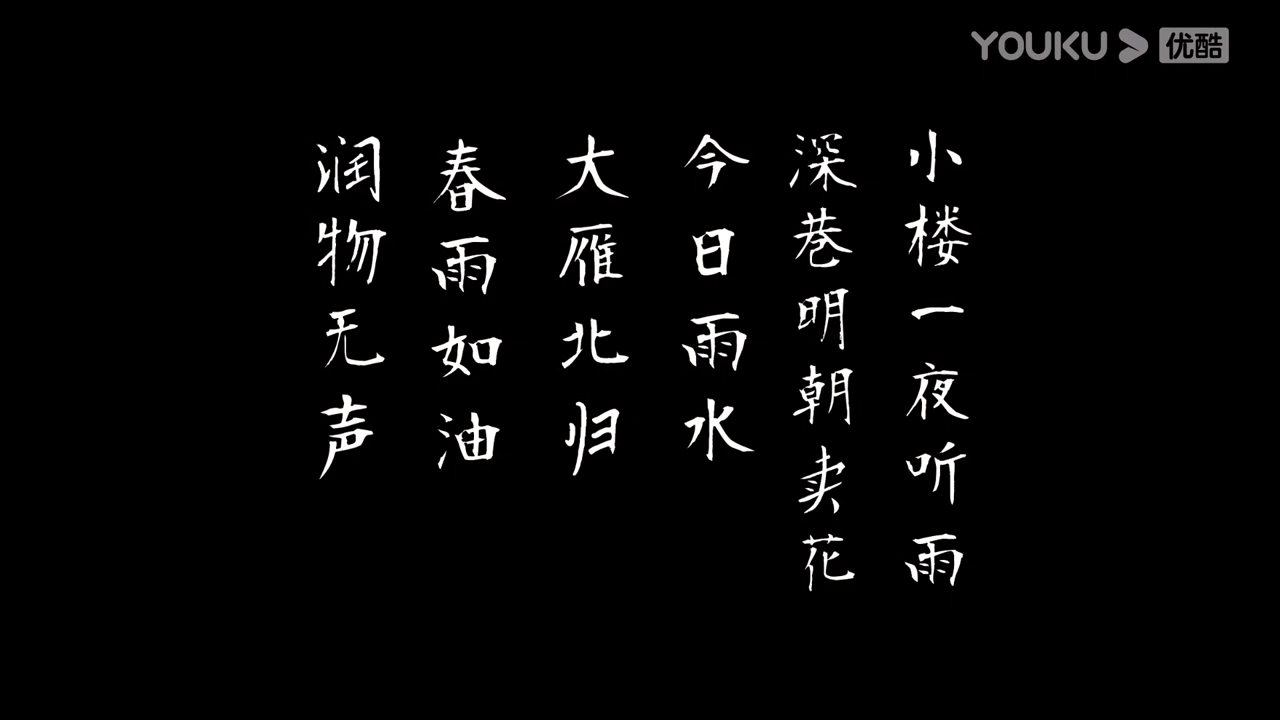 YOUKU 优酷
小楼一夜听雨
深巷明朝卖花
今日雨水
大雁北归
春雨如油
润物无声